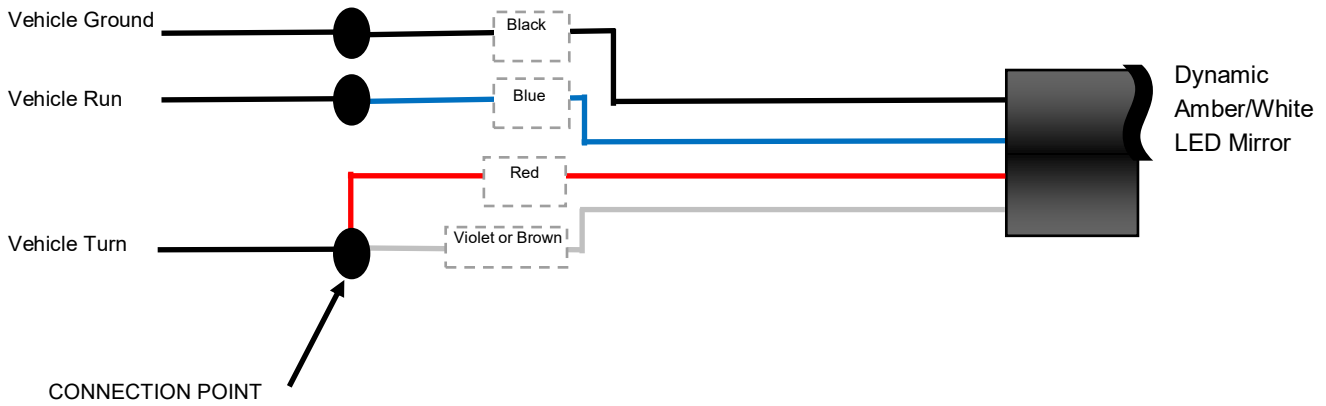 Vehicle Ground
Black
Vehicle Run
Blue
Dynamic
Amber/White
LED Mirror
Red
Vehicle Turn
Violet or Brown
CONNECTION POINT